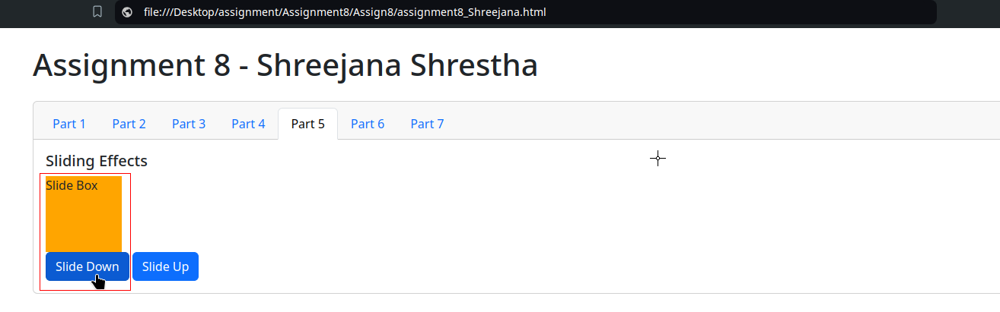 file:///Desktop/assignment/Assignment8/Assign8/assignment8_Shreejana.html
Assignment 8 - Shreejana Shrestha
Part 1 Part 2 Part 3 Part 4 Part 5 Part 6 Part 7
Sliding Effects
Slide Box
Slide Down Slide Up